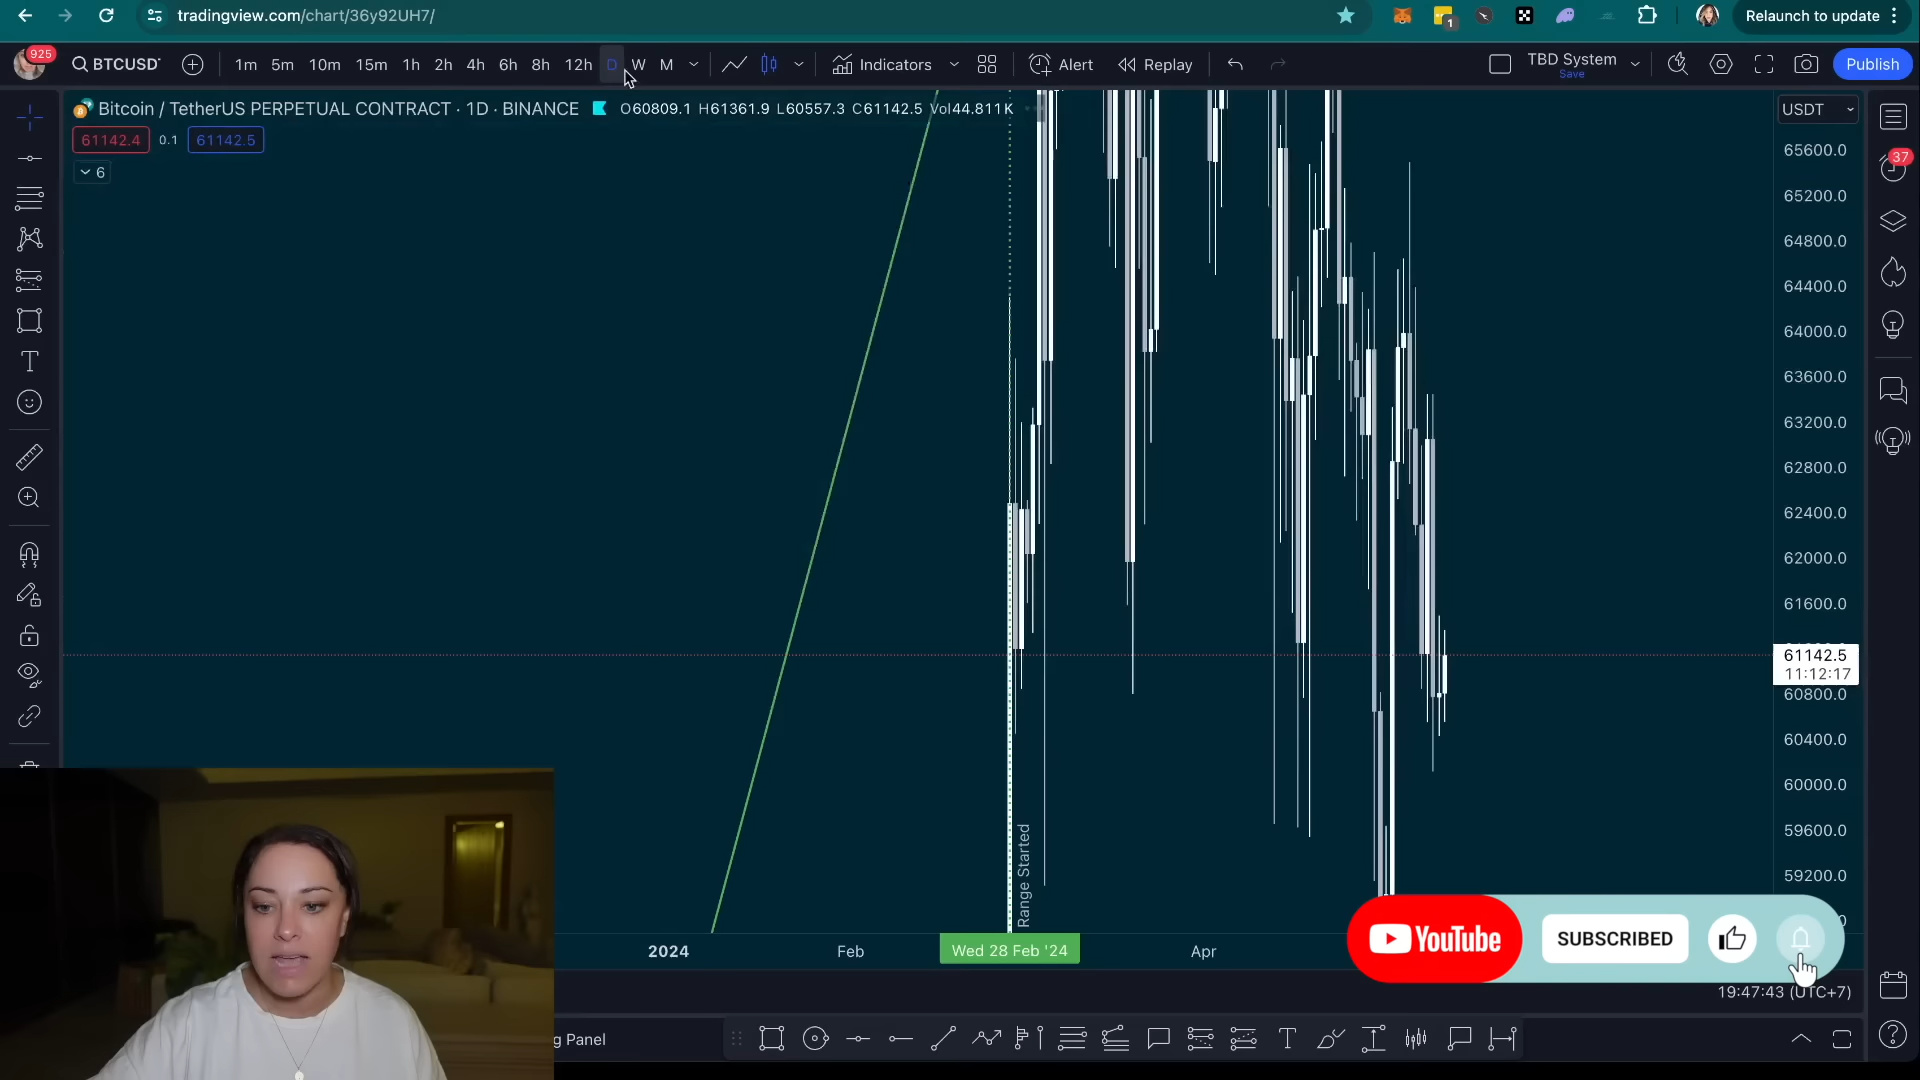 tradingview.com/chart/36y92UH7/
1
Relaunch to update
925
BTCUSD
1m 5m 10m 15m 1h 2h 4h 6h 8h 12h D W M
Indicators
Alert
Replay
TBD System
Save
Publish
Bitcoin / TetherUS PERPETUAL CONTRACT · 1D · BINANCE
O60809.1 H61361.9 L60557.3 C61142.5 Vol44.811K
USDT
61142.4 0.1 61142.5
6
37
65600.0
65200.0
64800.0
64400.0
64000.0
63600.0
63200.0
62800.0
62400.0
62000.0
61600.0
61142.5
11:12:17
60800.0
60400.0
60000.0
59600.0
59200.0
Range Started
2024 Feb Wed 28 Feb '24 Apr
YouTube
SUBSCRIBED
19:47:43 (UTC+7)
g Panel